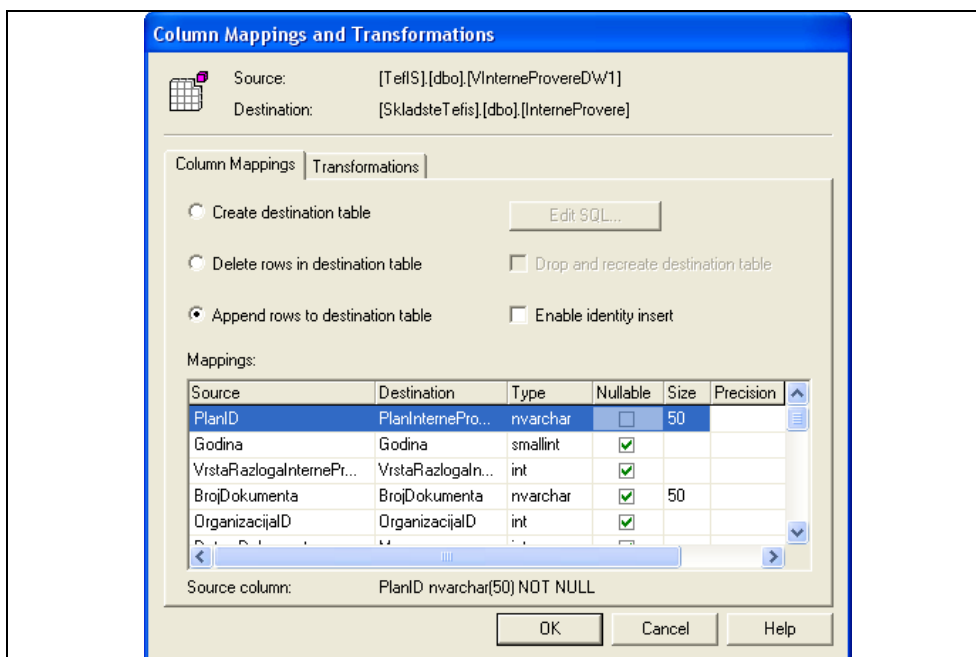 Column Mappings and Transformations
Source: [TefIS].[dbo].[VInterneProvereDW1]
Destination: [SkladsteTefis].[dbo].[InterneProvere]
Column Mappings Transformations
Create destination table Edit SQL...
Delete rows in destination table Drop and recreate destination table
Append rows to destination table Enable identity insert
Mappings:
Source Destination Type Nullable Size Precision
PlanID PlanInternePro... nvarchar 50
Godina Godina smallint
VrstaRazlogaInternePr... VrstaRazlogaIn... int
BrojDokumenta BrojDokumenta nvarchar 50
OrganizacijaID OrganizacijaID int
Source column: PlanID nvarchar(50) NOT NULL
OK Cancel Help